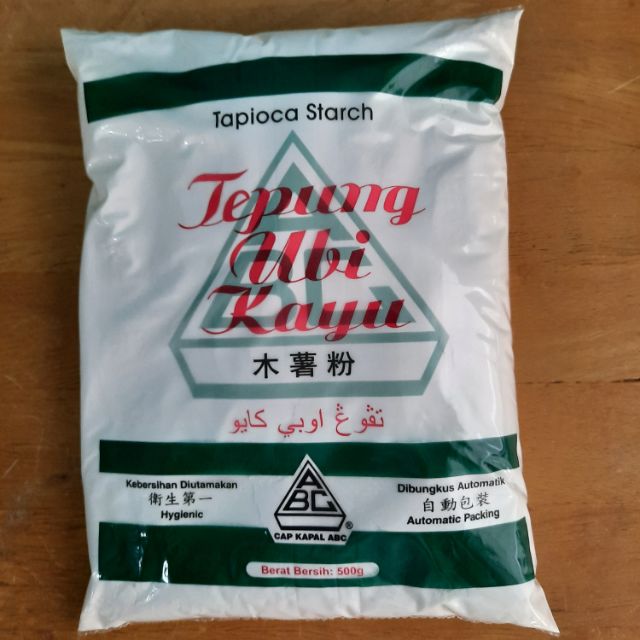 Tapioca Starch
Tepung
Ubi
Kayu
ABC
木薯粉
تڤوڠ اوبي كايو
Kebersihan Diutamakan
衛生第一
Hygienic
ABC
®
CAP KAPAL ABC
Dibungkus Automatik
自動包裝
Automatic Packing
Berat Bersih: 500g